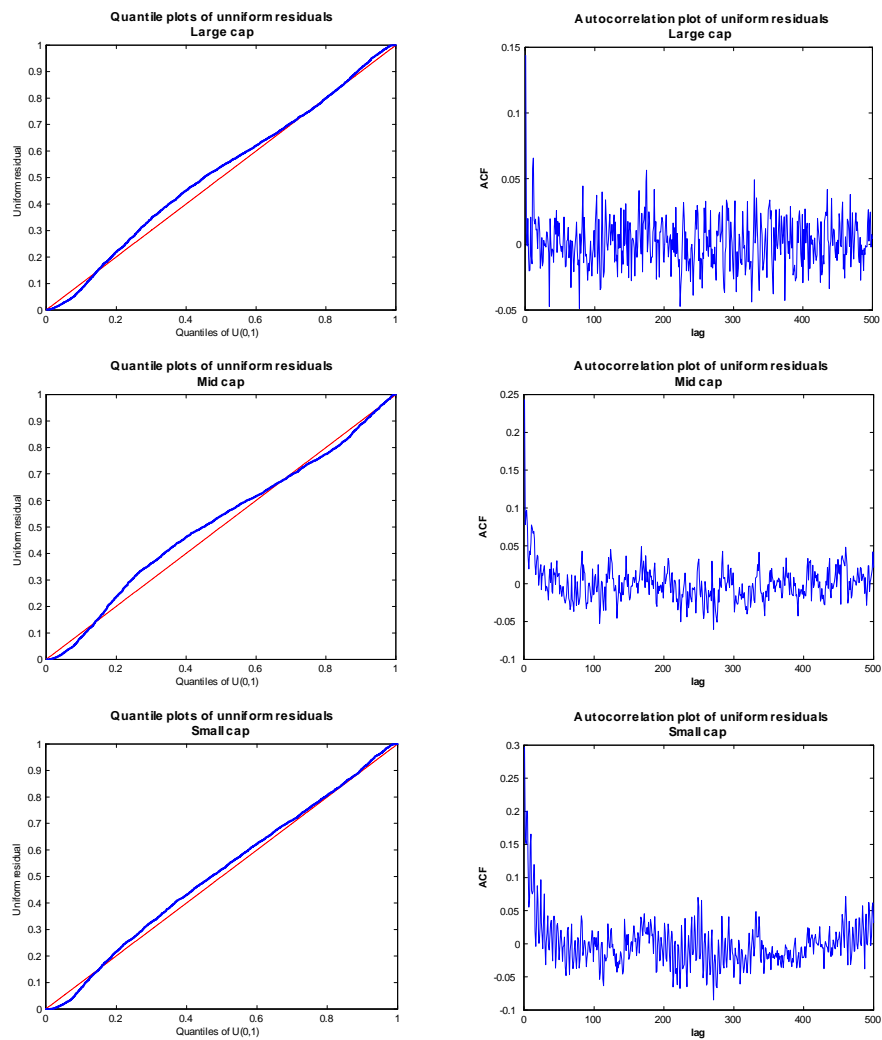 Quantile plots of unniform residuals
Large cap
1
0.9
0.8
0.7
0.6
0.5
0.4
0.3
0.2
0.1
0
Uniform residual
0 0.2 0.4 0.6 0.8 1
Quantiles of U(0,1)
Autocorrelation plot of uniform residuals
Large cap
0.15
0.1
0.05
0
-0.05
ACF
0 100 200 300 400 500
lag
Quantile plots of unniform residuals
Mid cap
1
0.9
0.8
0.7
0.6
0.5
0.4
0.3
0.2
0.1
0
Uniform residual
0 0.2 0.4 0.6 0.8 1
Quantiles of U(0,1)
Autocorrelation plot of uniform residuals
Mid cap
0.25
0.2
0.15
0.1
0.05
0
-0.05
-0.1
ACF
0 100 200 300 400 500
lag
Quantile plots of unniform residuals
Small cap
1
0.9
0.8
0.7
0.6
0.5
0.4
0.3
0.2
0.1
0
Uniform residual
0 0.2 0.4 0.6 0.8 1
Quantiles of U(0,1)
Autocorrelation plot of uniform residuals
Small cap
0.3
0.25
0.2
0.15
0.1
0.05
0
-0.05
-0.1
ACF
0 100 200 300 400 500
lag